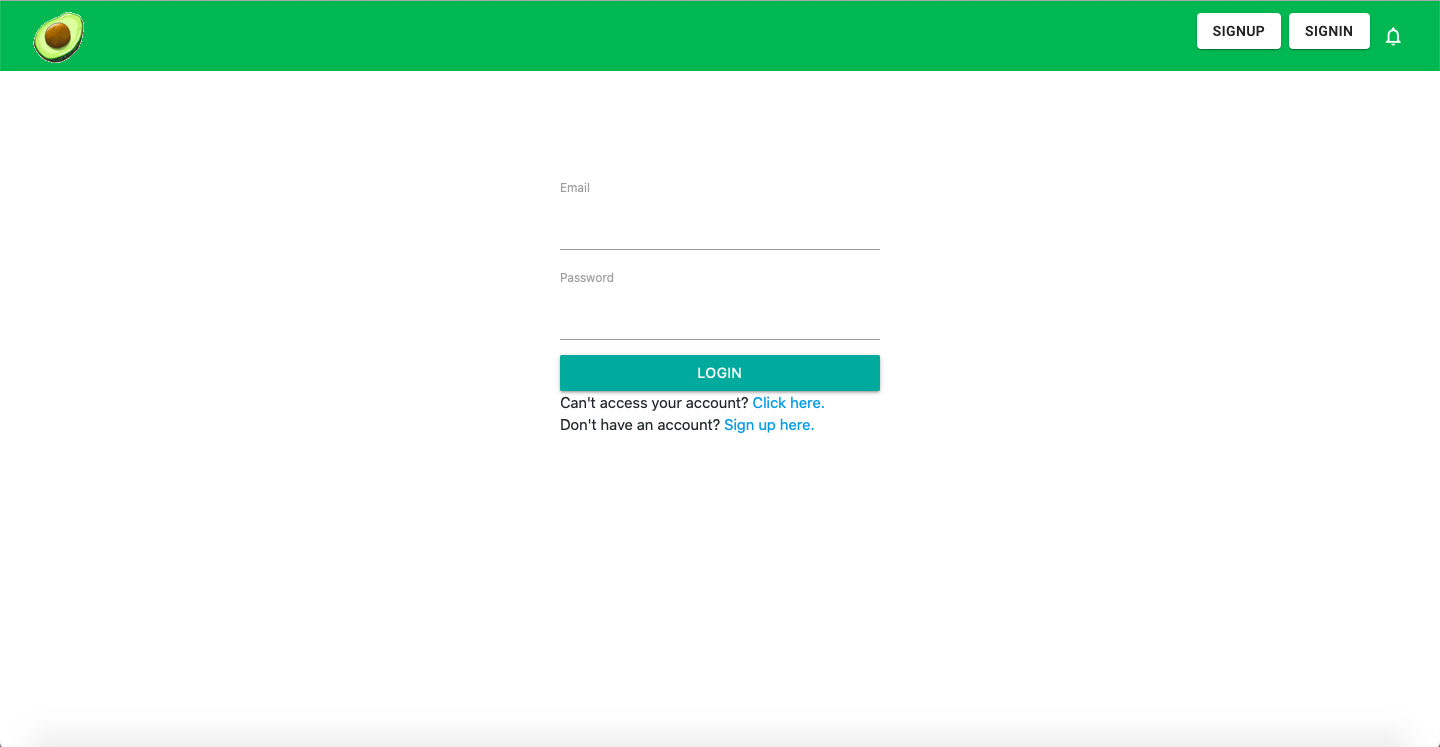 SIGNUP SIGNIN
Email
Password
LOGIN
Can't access your account? Click here.
Don't have an account? Sign up here.